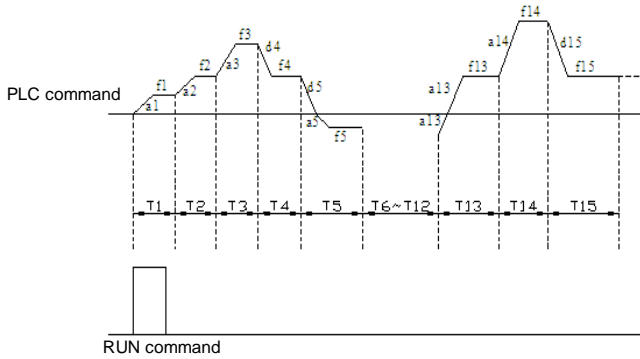 f14
f3
a14
d15
f2
a3
d4
f4
f13
f15
f1
a2
d5
a13
PLC command
a1
a5
f5
a13
T1 T2 T3 T4 T5 T6~T12 T13 T14 T15
RUN command